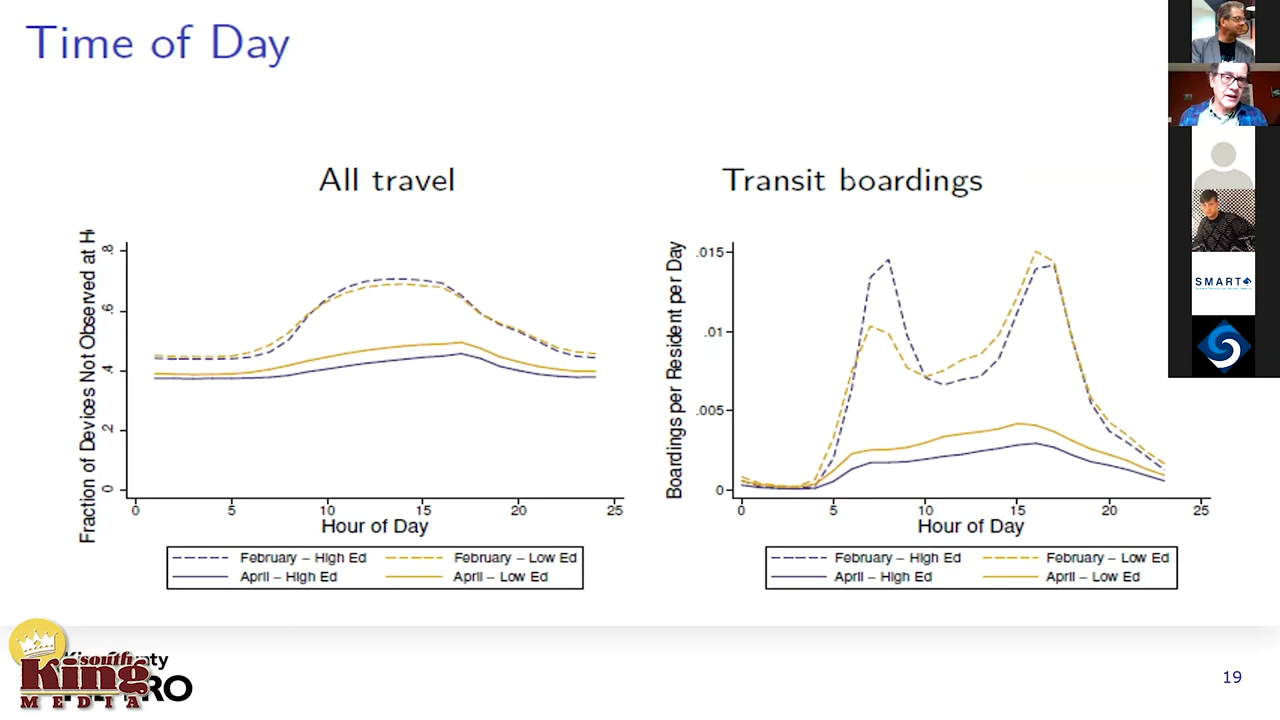 Time of Day
All travel
Fraction of Devices Not Observed at H
.8
.6
.4
.2
0
0 5 10 15 20 25
Hour of Day
February – High Ed February – Low Ed
April – High Ed April – Low Ed
Transit boardings
Boardings per Resident per Day
.015
.01
.005
0
0 5 10 15 20 25
Hour of Day
February – High Ed February – Low Ed
April – High Ed April – Low Ed
SMART
south
King
MEDIA
nty
RO
19